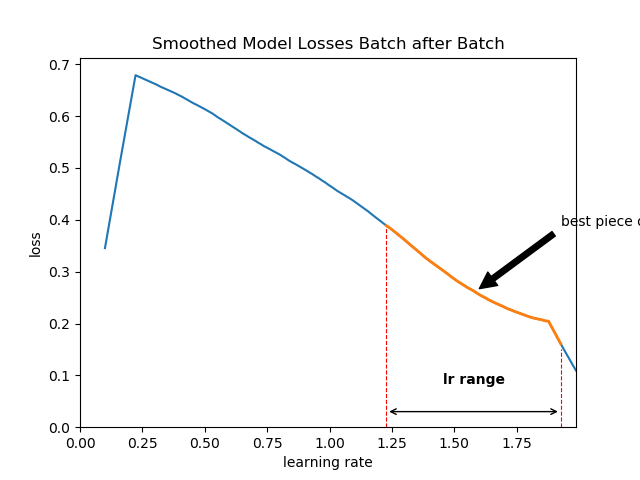 Smoothed Model Losses Batch after Batch
0.7
0.6
0.5
0.4
0.3
0.2
0.1
0.0
loss
best piece
lr range
0.00 0.25 0.50 0.75 1.00 1.25 1.50 1.75
learning rate